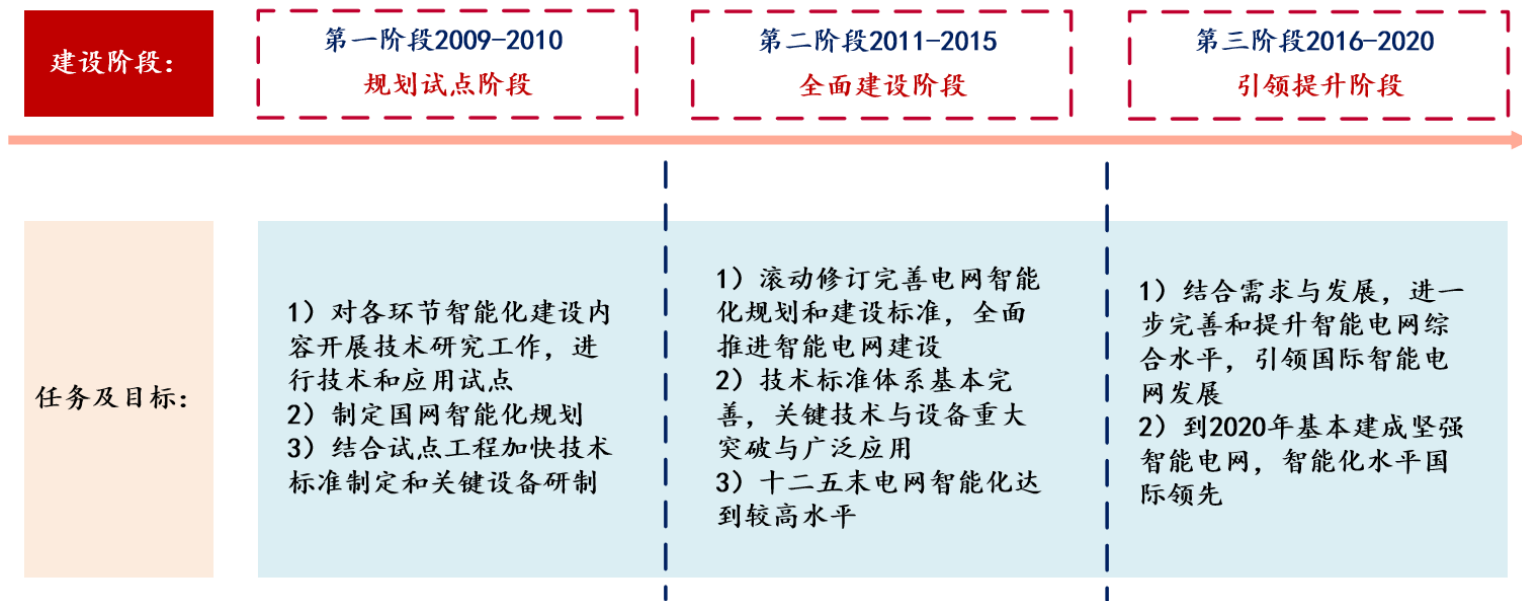 建设阶段：
第一阶段2009-2010
规划试点阶段
第二阶段2011-2015
全面建设阶段
第三阶段2016-2020
引领提升阶段
任务及目标：
1）对各环节智能化建设内
容开展技术研究工作，进
行技术和应用试点
2）制定国网智能化规划
3）结合试点工程加快技术
标准制定和关键设备研制
1）滚动修订完善电网智能
化规划和建设标准，全面
推进智能电网建设
2）技术标准体系基本完
善，关键技术与设备重大
突破与广泛应用
3）十二五末电网智能化达
到较高水平
1）结合需求与发展，进一
步完善和提升智能电网综
合水平，引领国际智能电
网发展
2）到2020年基本建成坚强
智能电网，智能化水平国
际领先